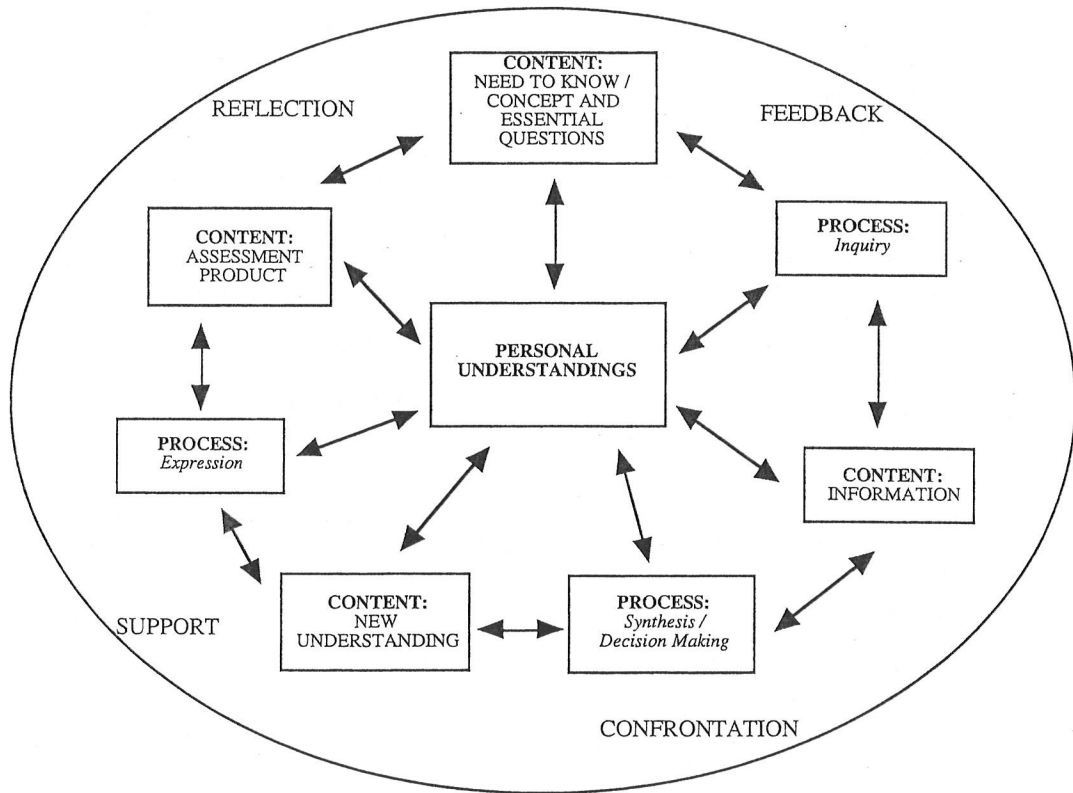 CONTENT:
NEED TO KNOW /
CONCEPT AND
ESSENTIAL
QUESTIONS
REFLECTION
FEEDBACK
CONTENT:
ASSESSMENT
PRODUCT
PROCESS:
Inquiry
PERSONAL
UNDERSTANDINGS
PROCESS:
Expression
CONTENT:
INFORMATION
CONTENT:
NEW
UNDERSTANDING
PROCESS:
Synthesis /
Decision Making
SUPPORT
CONFRONTATION